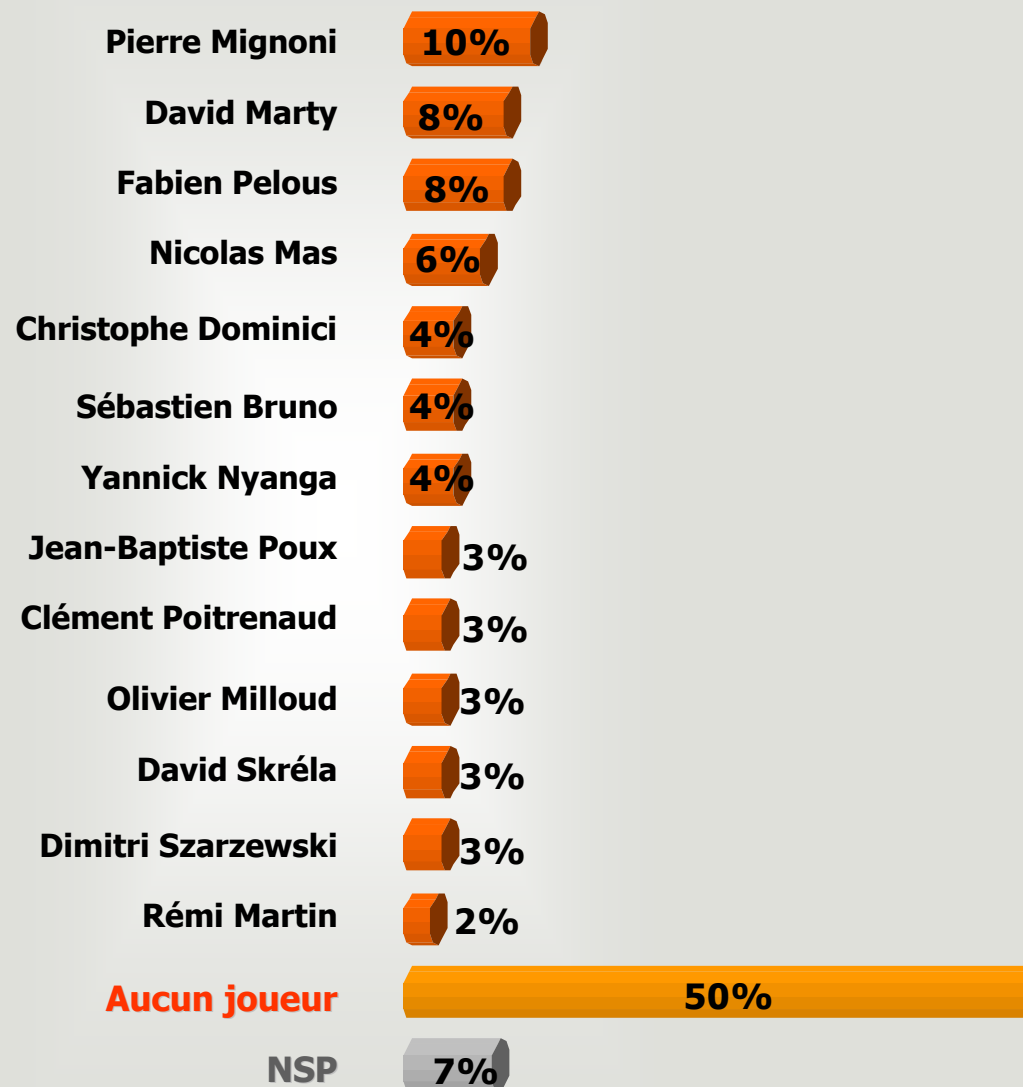 Pierre Mignoni 10%
David Marty 8%
Fabien Pelous 8%
Nicolas Mas 6%
Christophe Dominici 4%
Sébastien Bruno 4%
Yannick Nyanga 4%
Jean-Baptiste Poux 3%
Clément Poitrenaud 3%
Olivier Milloud 3%
David Skréla 3%
Dimitri Szarzewski 3%
Rémi Martin 2%
Aucun joueur 50%
NSP 7%